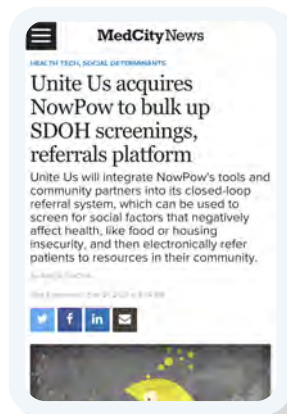 MedCity News
HEALTH TECH, SOCIAL DETERMINANTS
Unite Us acquires
NowPow to bulk up
SDOH screenings,
referrals platform
Unite Us will integrate NowPow's tools and
community partners into its closed-loop
referral system, which can be used to
screen for social factors that negatively
affect health, like food or housing
insecurity, and then electronically refer
patients to resources in their community.